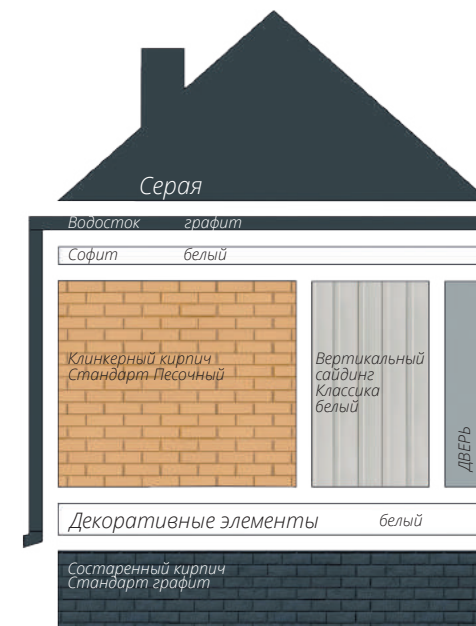 Серая
Водосток графит
Софит белый
Клинкерный кирпич
Стандарт Песочный
Вертикальный
сайдинг
Классика
белый
ДВЕРЬ
Декоративные элементы белый
Состаренный кирпич
Стандарт графит